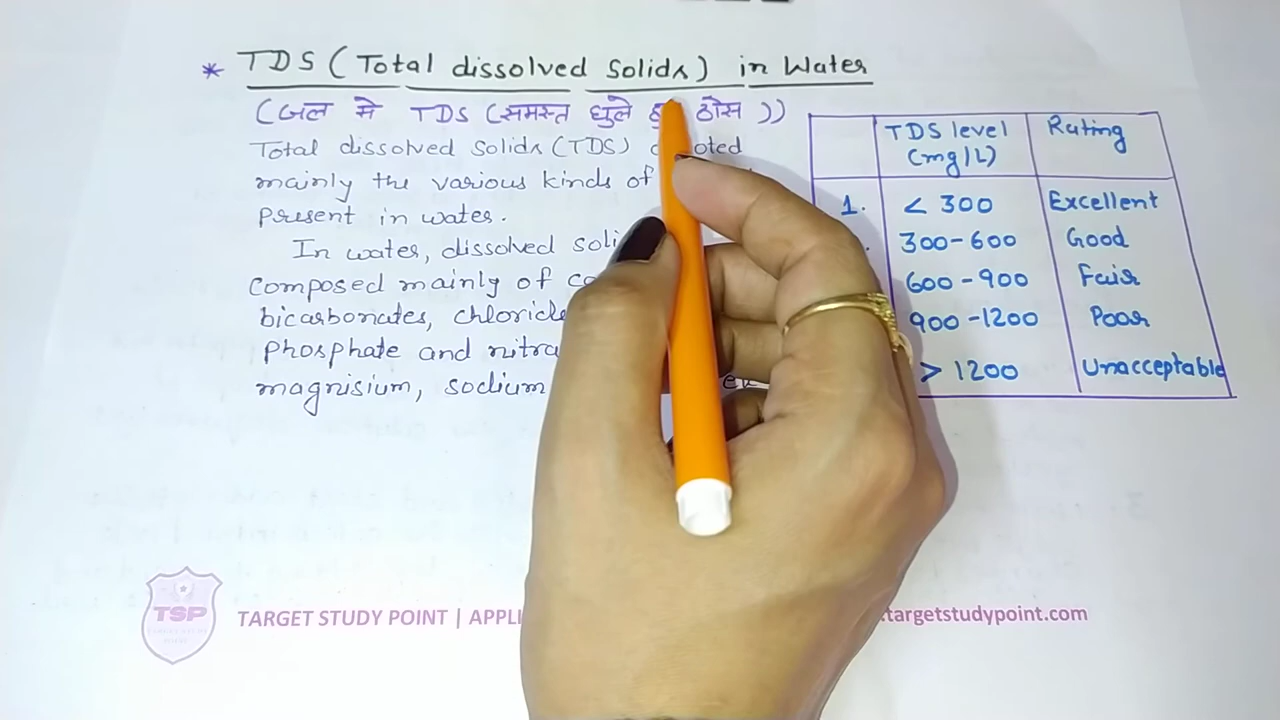 * TDS (Total dissolved Solids) in Water
(जल मे TDS (समस्त घुले ठोस ))
Total dissolved Solids (TDS)
mainly the various kinds of
present in water.
In water, dissolved
composed mainly of
bicarbonates,
phosphate and
magnisium, sodium
TDS level (mg/L) Rating
1. < 300 Excellent
300-600 Good
600-900 Fair
900-1200 Poor
> 1200 Unacceptable
TSP
TARGET STUDY POINT |
.targetstudypoint.com